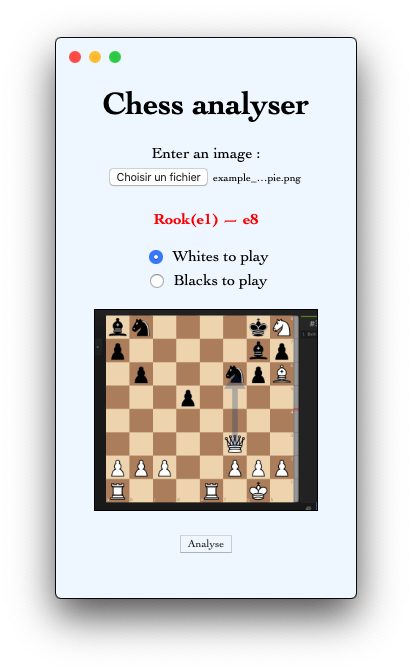 Chess analyser
Enter an image :
Choisir un fichier example_...pie.png
Rook(e1) — e8
Whites to play
Blacks to play
Analyse